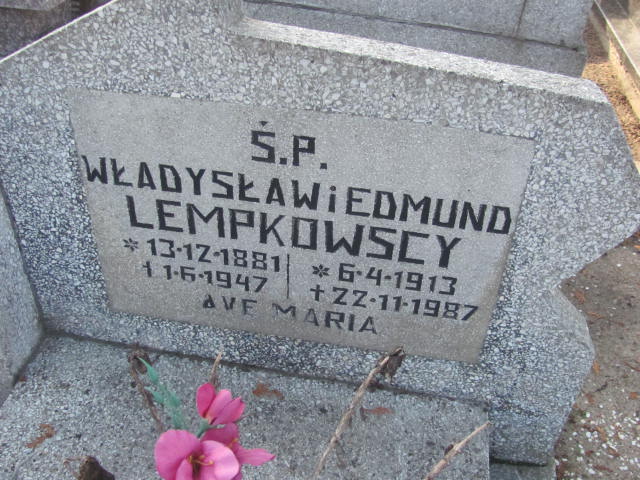 Ś.P.
WŁADYSŁAW i EDMUND
LEMPKOWSCY
* 13·12·1881 * 6·4·1913
† 1·6·1947 † 22·11·1987
AVE MARIA